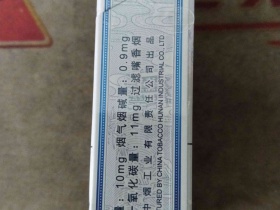 量: 10mg 烟气烟碱量: 0.9mg
一氧化碳量: 11mg 过滤嘴香烟
中烟工业有限责任公司出品
TURED BY CHINA TOBACCO HUNAN INDUSTRIAL CO., LTD.